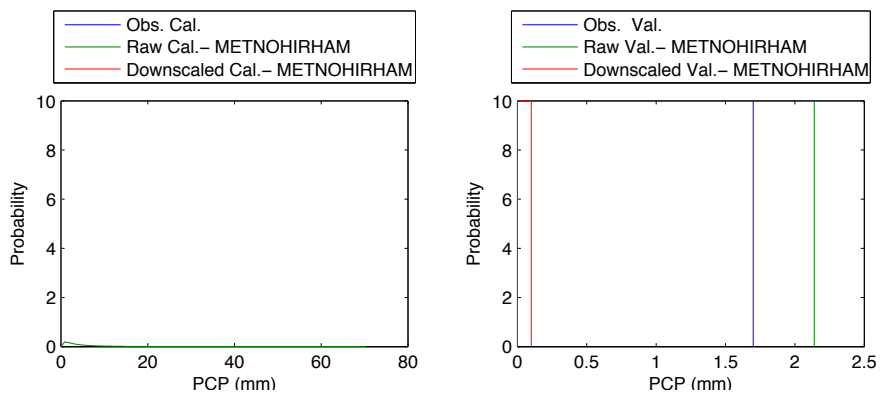 Obs. Cal.
Raw Cal.− METNOHIRHAM
Downscaled Cal.− METNOHIRHAM
10
8
6
4
2
0
Probability
0 20 40 60 80
PCP (mm)
Obs. Val.
Raw Val.− METNOHIRHAM
Downscaled Val.− METNOHIRHAM
10
8
6
4
2
0
Probability
0 0.5 1 1.5 2 2.5
PCP (mm)